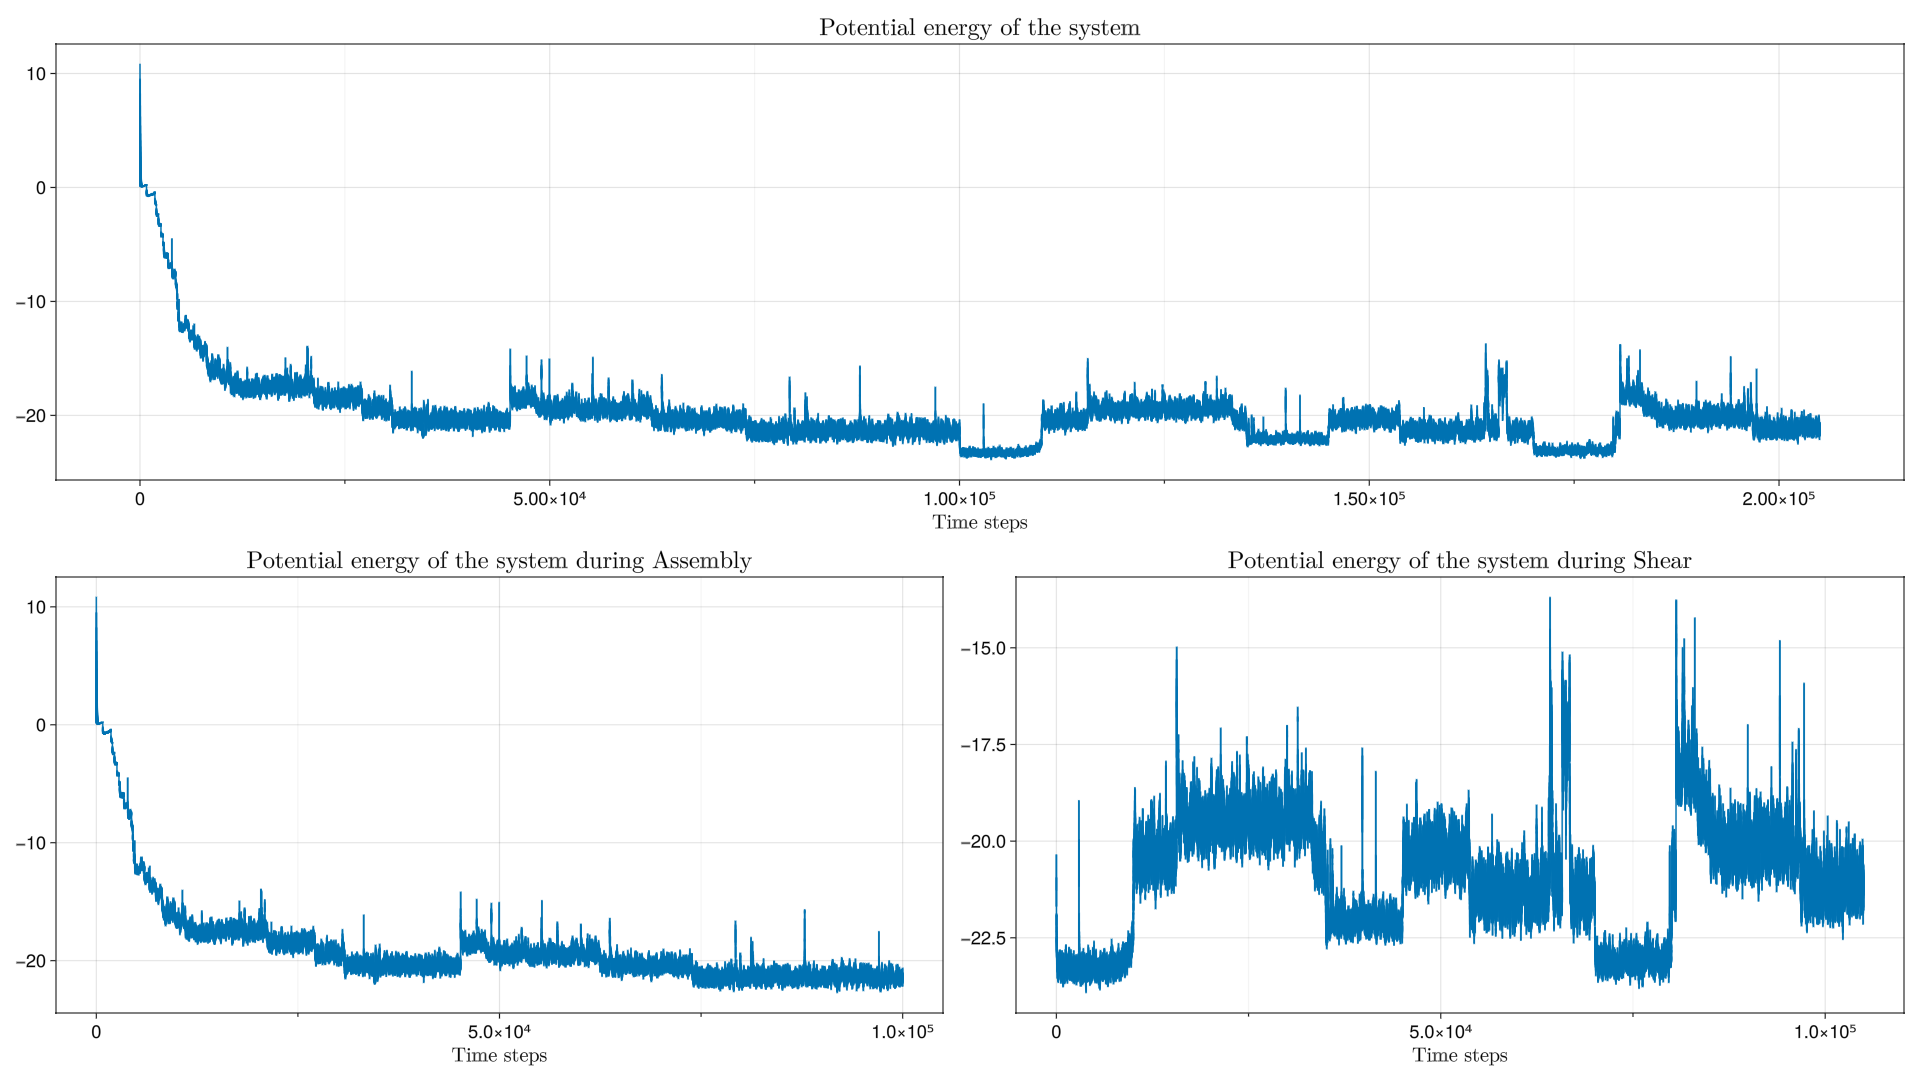 Potential energy of the system
10
0
−10
−20
0 5.00×10⁴ 1.00×10⁵ 1.50×10⁵ 2.00×10⁵
Time steps
Potential energy of the system during Assembly
10
0
−10
−20
0 5.0×10⁴ 1.0×10⁵
Time steps
Potential energy of the system during Shear
−15.0
−17.5
−20.0
−22.5
0 5.0×10⁴ 1.0×10⁵
Time steps